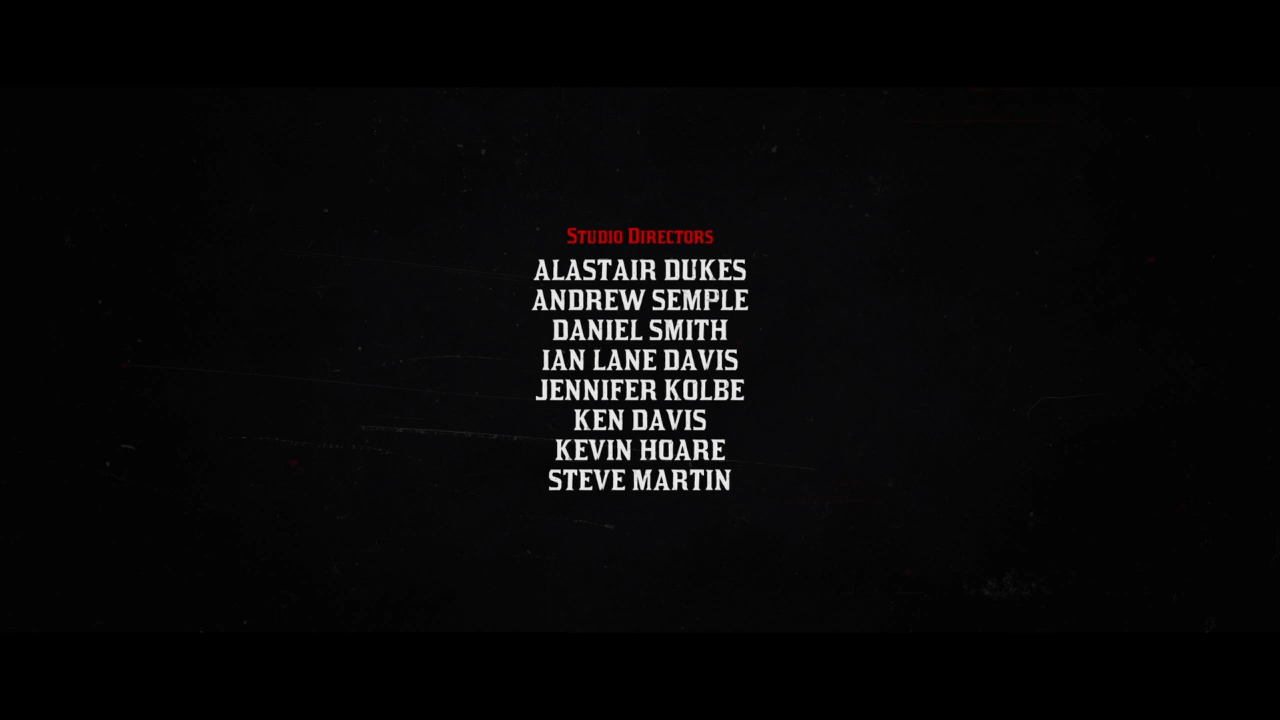 Studio Directors
ALASTAIR DUKES
ANDREW SEMPLE
DANIEL SMITH
IAN LANE DAVIS
JENNIFER KOLBE
KEN DAVIS
KEVIN HOARE
STEVE MARTIN